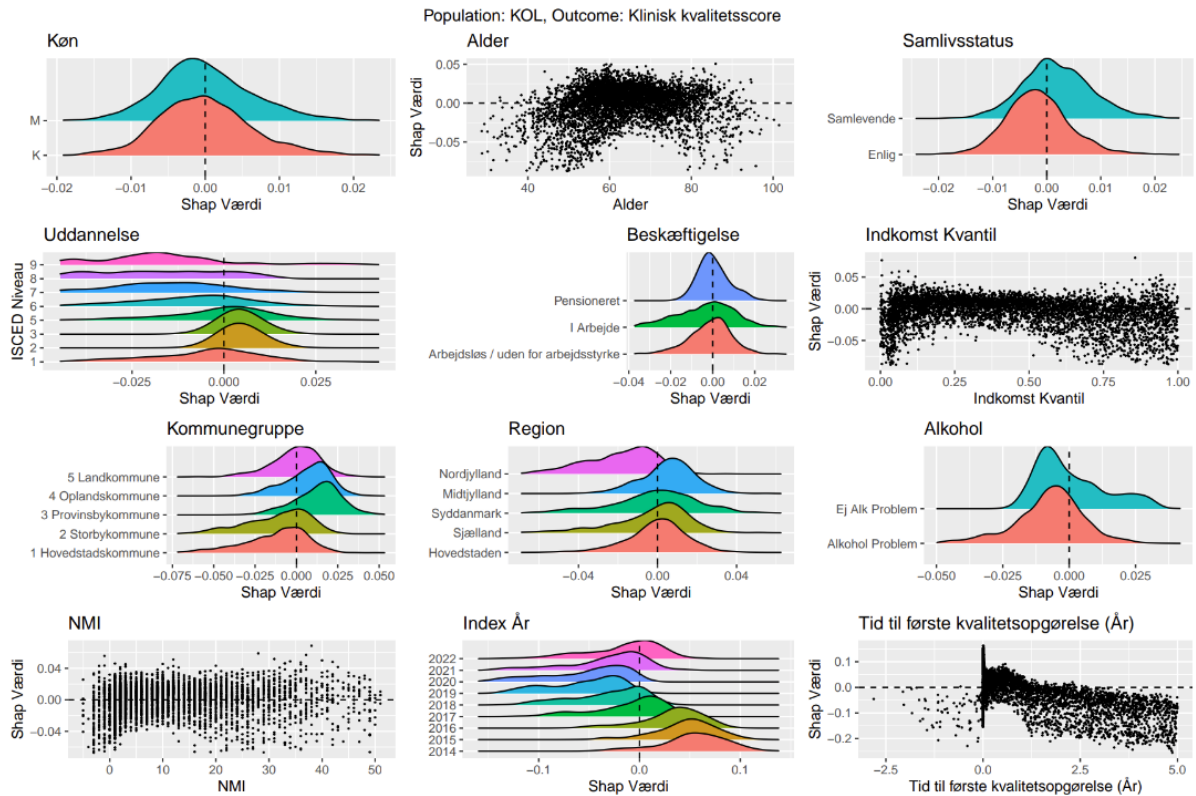 Population: KOL, Outcome: Klinisk kvalitetsscore
Køn
M
K
−0.02 −0.01 0.00 0.01 0.02
Shap Værdi
Alder
Shap Værdi
0.05
0.00
−0.05
40 60 80 100
Alder
Samlivsstatus
Samlevende
Enlig
−0.02 −0.01 0.00 0.01 0.02
Shap Værdi
Uddannelse
ISCED Niveau
9
8
7
6
5
3
2
1
−0.025 0.000 0.025
Shap Værdi
Beskæftigelse
Pensioneret
I Arbejde
Arbejdsløs / uden for arbejdsstyrke
−0.04 −0.02 0.00 0.02
Shap Værdi
Indkomst Kvantil
Shap Værdi
0.05
0.00
−0.05
0.00 0.25 0.50 0.75 1.00
Indkomst Kvantil
Kommunegruppe
5 Landkommune
4 Oplandskommune
3 Provinsbykommune
2 Storbykommune
1 Hovedstadskommune
−0.075 −0.050 −0.025 0.000 0.025 0.050
Shap Værdi
Region
Nordjylland
Midtjylland
Syddanmark
Sjælland
Hovedstaden
−0.04 0.00 0.04
Shap Værdi
Alkohol
Ej Alk Problem
Alkohol Problem
−0.050 −0.025 0.000 0.025
Shap Værdi
NMI
Shap Værdi
0.04
0.00
−0.04
0 10 20 30 40 50
NMI
Index År
2022
2021
2020
2019
2018
2017
2016
2015
2014
−0.1 0.0 0.1
Shap Værdi
Tid til første kvalitetsopgørelse (År)
Shap Værdi
0.1
0.0
−0.1
−0.2
−2.5 0.0 2.5 5.0
Tid til første kvalitetsopgørelse (År)